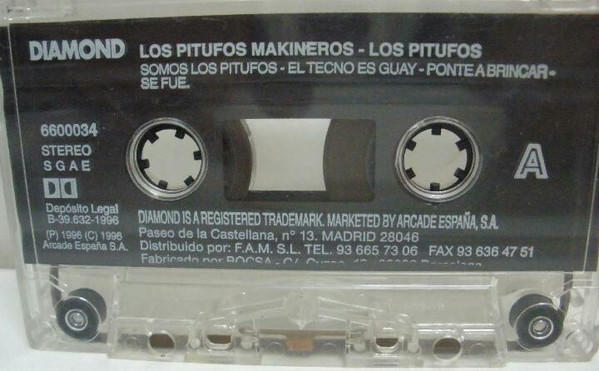 DIAMOND
LOS PITUFOS MAKINEROS - LOS PITUFOS
SOMOS LOS PITUFOS - EL TECNO ES GUAY - PONTE A BRINCAR -
SE FUE.
6600034
STEREO
S G A E
A
Depósito Legal
B-39.632-1996
(P) 1996 (C) 1996
Arcade España S.A.
DIAMOND IS A REGISTERED TRADEMARK. MARKETED BY ARCADE ESPAÑA, S.A.
Paseo de la Castellana, nº 13. MADRID 28046
Distribuido por: F.A.M. S.L. TEL. 93 665 73 06 FAX 93 636 47 51
Fabricado por